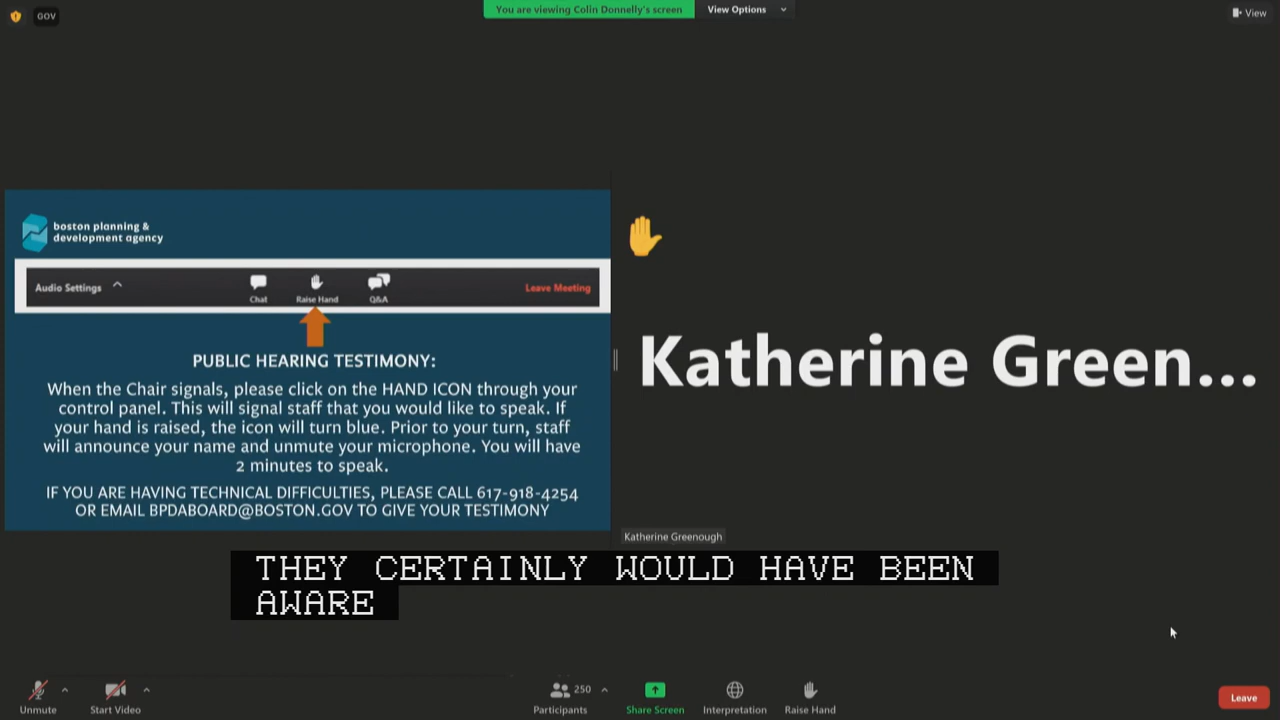 GOV
You are viewing Colin Donnelly's screen
View Options
View
boston planning &
development agency
Audio Settings
Chat
Raise Hand
Q&A
Leave Meeting
PUBLIC HEARING TESTIMONY:
When the Chair signals, please click on the HAND ICON through your
control panel. This will signal staff that you would like to speak. If
your hand is raised, the icon will turn blue. Prior to your turn, staff
will announce your name and unmute your microphone. You will have
2 minutes to speak.
IF YOU ARE HAVING TECHNICAL DIFFICULTIES, PLEASE CALL 617-918-4254
OR EMAIL BPDABOARD@BOSTON.GOV TO GIVE YOUR TESTIMONY
Katherine Green...
Katherine Greenough
THEY CERTAINLY WOULD HAVE BEEN
AWARE
Unmute
Start Video
250
Participants
Share Screen
Interpretation
Raise Hand
Leave